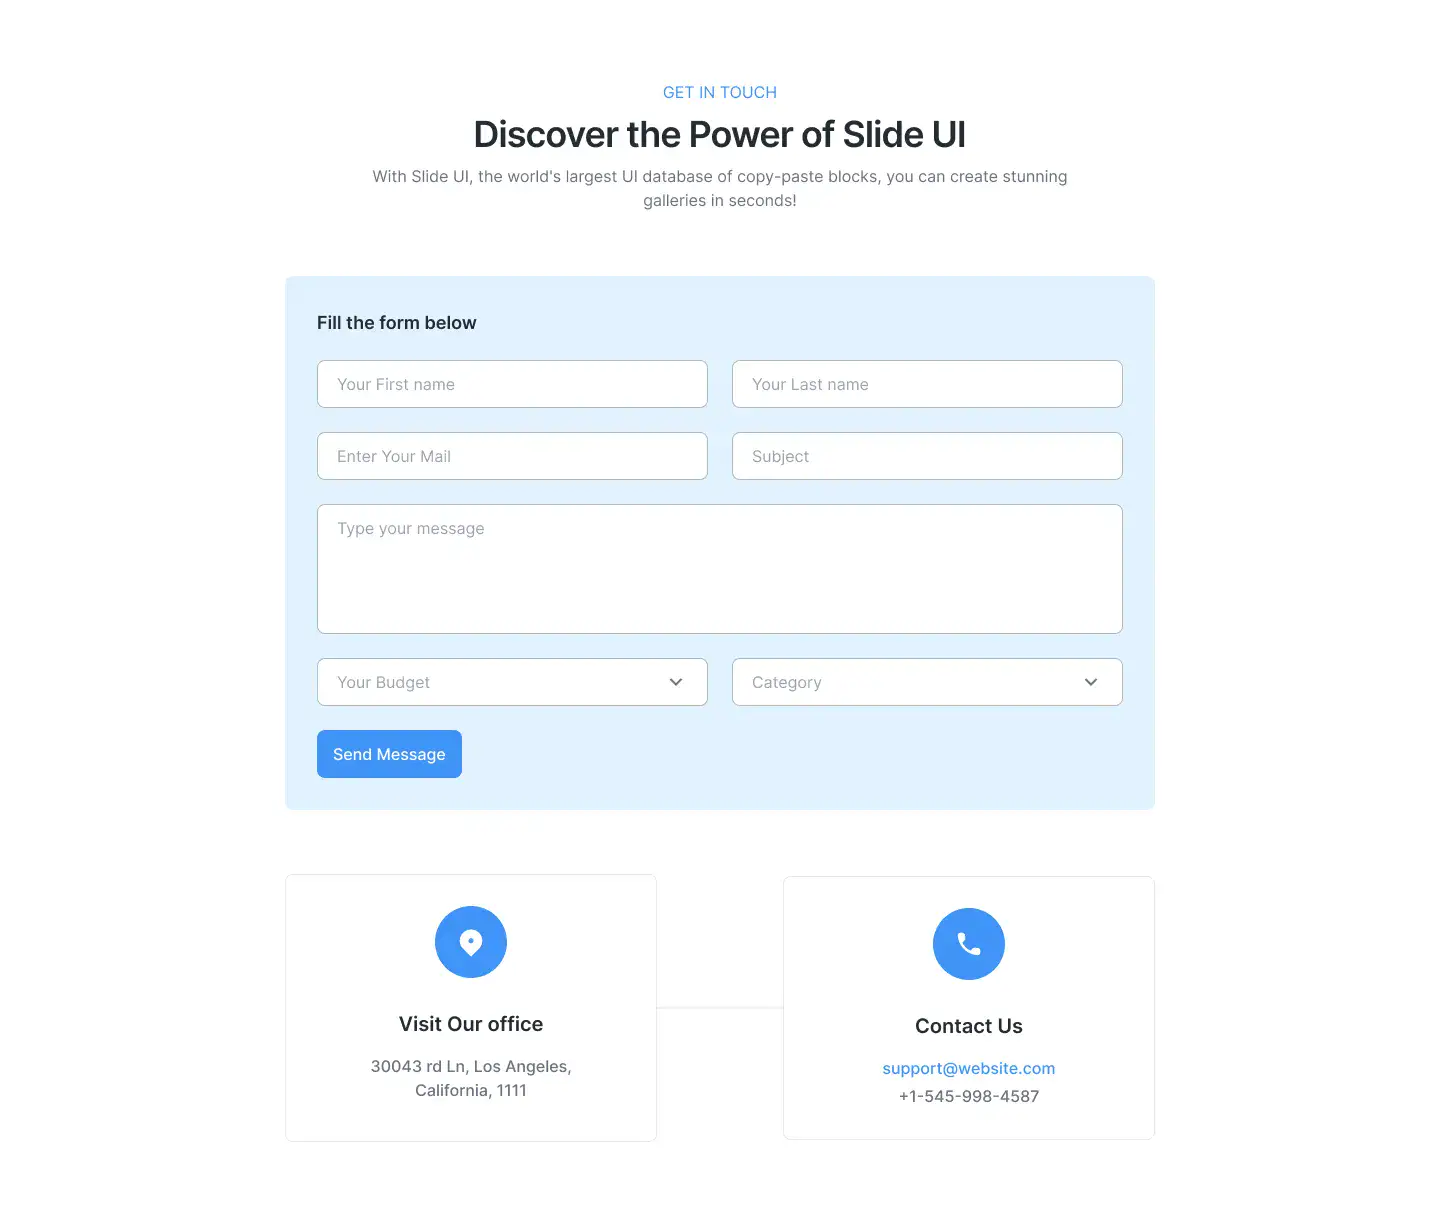 GET IN TOUCH
Discover the Power of Slide UI
With Slide UI, the world's largest UI database of copy-paste blocks, you can create stunning
galleries in seconds!
Fill the form below
Your First name
Your Last name
Enter Your Mail
Subject
Type your message
Your Budget
Category
Send Message
Visit Our office
30043 rd Ln, Los Angeles,
California, 1111
Contact Us
support@website.com
+1-545-998-4587